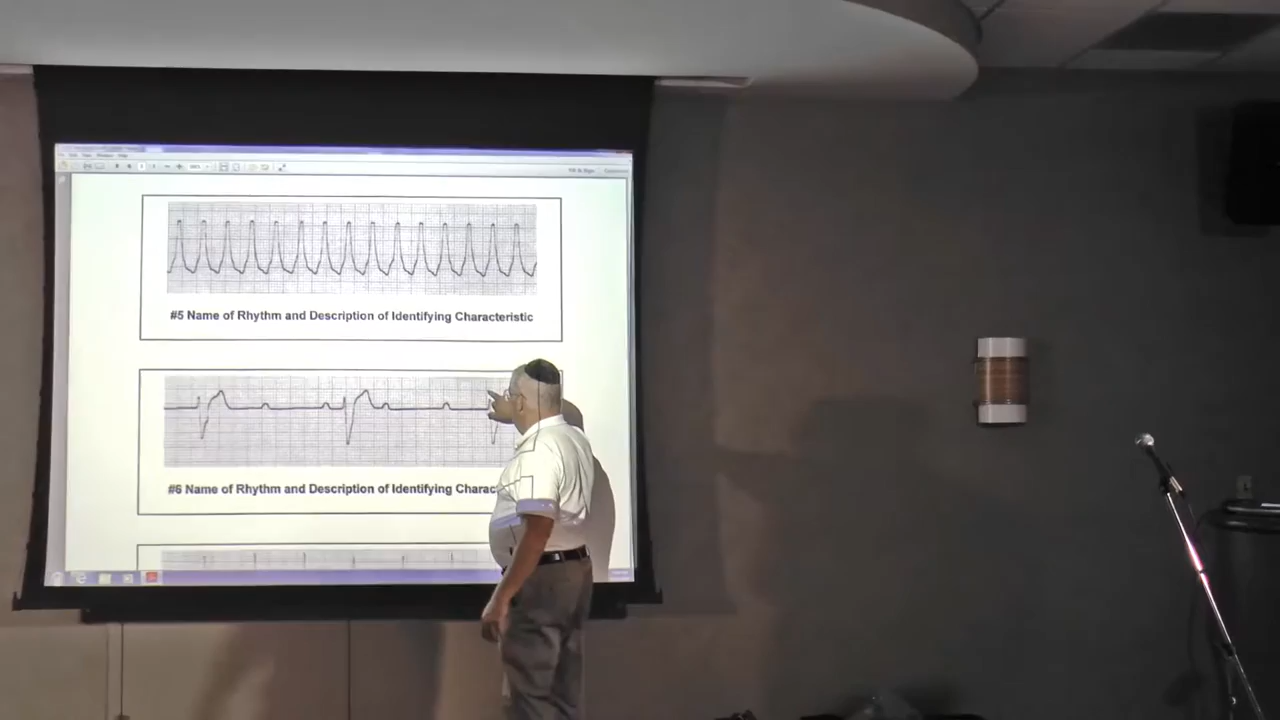 #5 Name of Rhythm and Description of Identifying Characteristic
#6 Name of Rhythm and Description of Identifying Charac